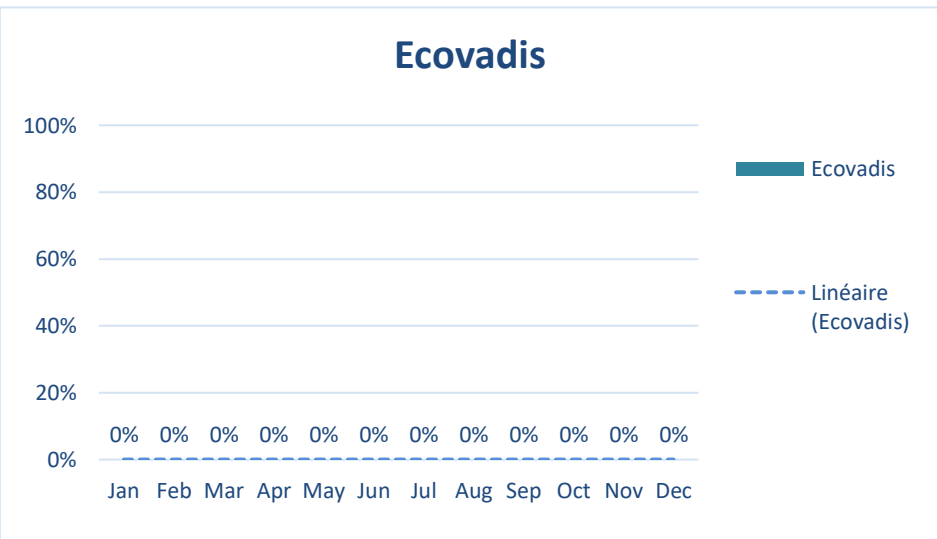 Ecovadis
100%
80%
60%
40%
20%
0%
0% 0% 0% 0% 0% 0% 0% 0% 0% 0% 0% 0%
Jan Feb Mar Apr May Jun Jul Aug Sep Oct Nov Dec
Ecovadis
Linéaire
(Ecovadis)